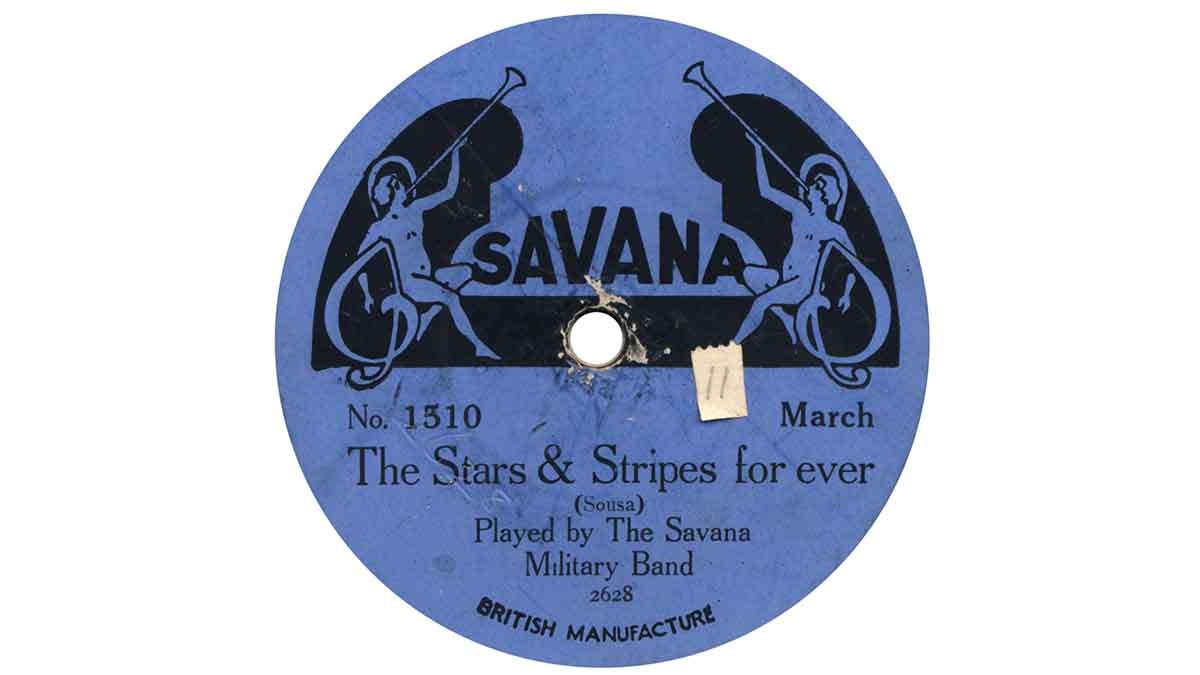 SAVANA
11
No. 1510 March
The Stars & Stripes for ever
(Sousa)
Played by The Savana
Military Band
2628
BRITISH MANUFACTURE